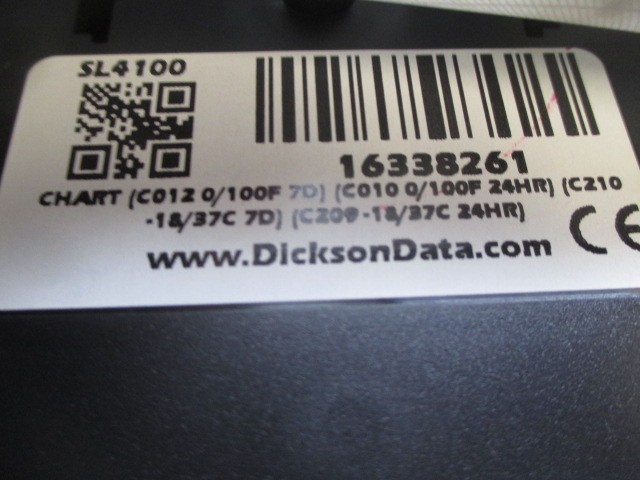 SL4100
16338261
CHART (C012 0/100F 7D) (C010 0/100F 24HR) (C210
-18/37C 7D) (C209 -18/37C 24HR)
CE
www.DicksonData.com